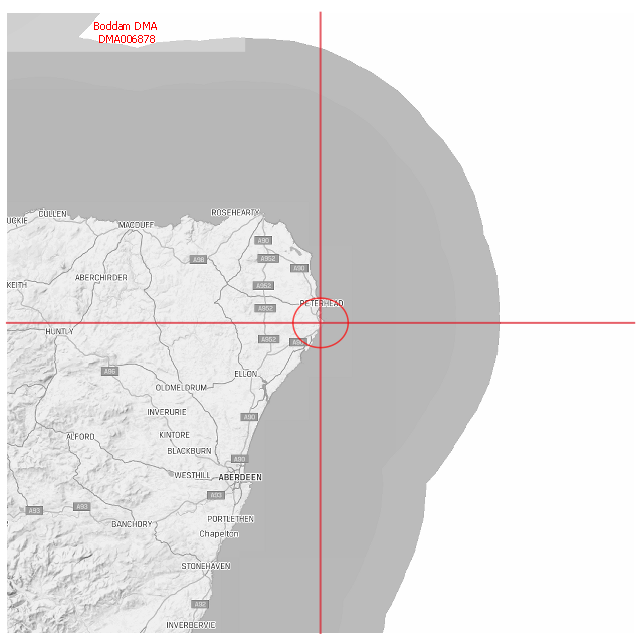 Boddam DMA
DMA006878
CULLEN
UCKIE
MACDUFF
ROSEHEARTY
A90
A98
A952
A90
ABERCHIRDER
KEITH
A952
PETERHEAD
A952
HUNTLY
A952
A96
ELLON
OLDMELDRUM
INVERURIE
A90
ALFORD
KINTORE
BLACKBURN
A90
WESTHILL
ABERDEEN
A93
A93
A93
BANCHORY
PORTLETHEN
Chapelton
STONEHAVEN
A92
INVERBERVIE